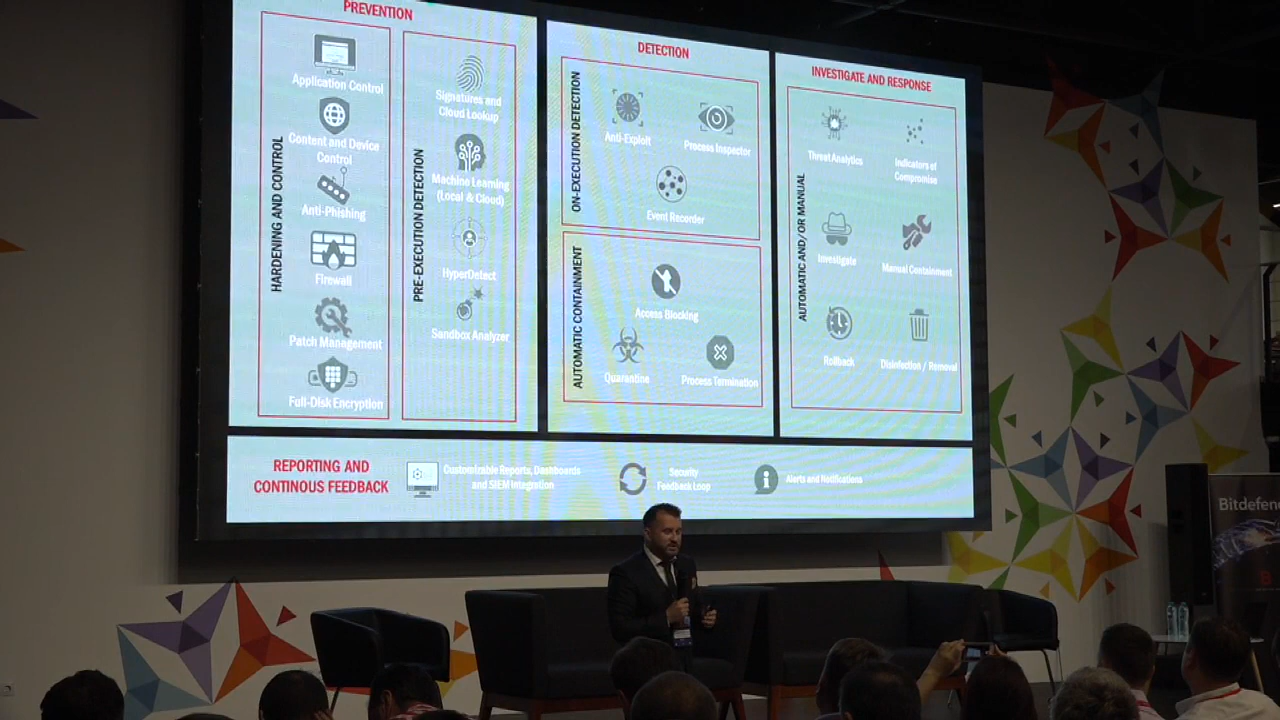 PREVENTION
HARDENING AND CONTROL
Application Control
Content and Device
Control
Anti-Phishing
Firewall
Patch Management
Full-Disk Encryption
PRE-EXECUTION DETECTION
Signatures and
Cloud Lookup
Machine Learning
(Local & Cloud)
HyperDetect
Sandbox Analyzer
DETECTION
ON-EXECUTION DETECTION
Anti-Exploit
Process Inspector
Event Recorder
AUTOMATIC CONTAINMENT
Access Blocking
Quarantine
Process Termination
INVESTIGATE AND RESPONSE
AUTOMATIC AND/OR MANUAL
Threat Analytics
Indicators of
Compromise
Investigate
Manual Containment
Rollback
Disinfection / Removal
REPORTING AND
CONTINOUS FEEDBACK
Customizable Reports, Dashboards
and SIEM Integration
Security
Feedback Loop
Alerts and Notifications
Bitdefend